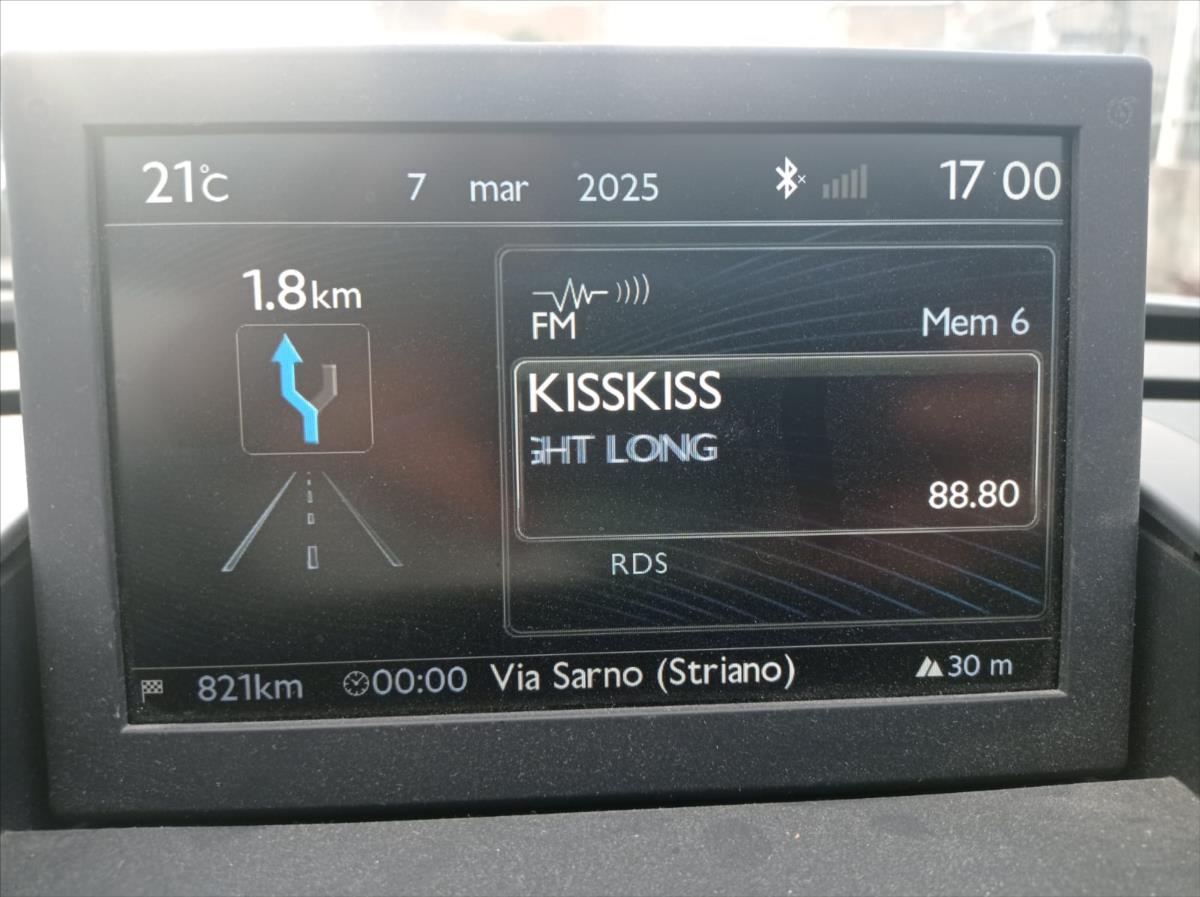 21°C 7 mar 2025 17 00
1.8km
FM
Mem 6
KISSKISS
LONG
88.80
RDS
821km 00:00 Via Sarno (Striano) 30 m